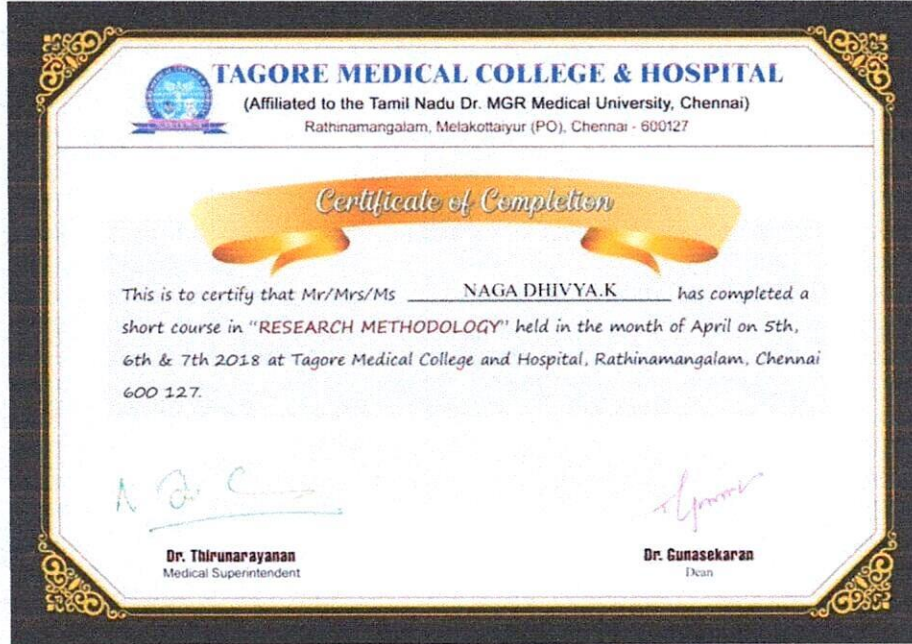 TAGORE MEDICAL COLLEGE & HOSPITAL
(Affiliated to the Tamil Nadu Dr. MGR Medical University, Chennai)
Rathinamangalam, Melakottaiyur (PO), Chennai - 600127
Certificate of Completion
This is to certify that Mr/Mrs/Ms NAGA DHIVYA.K has completed a
short course in "RESEARCH METHODOLOGY" held in the month of April on 5th,
6th & 7th 2018 at Tagore Medical College and Hospital, Rathinamangalam, Chennai
600 127.
Dr. Thirunarayanan
Medical Superintendent
Dr. Gunasekaran
Dean